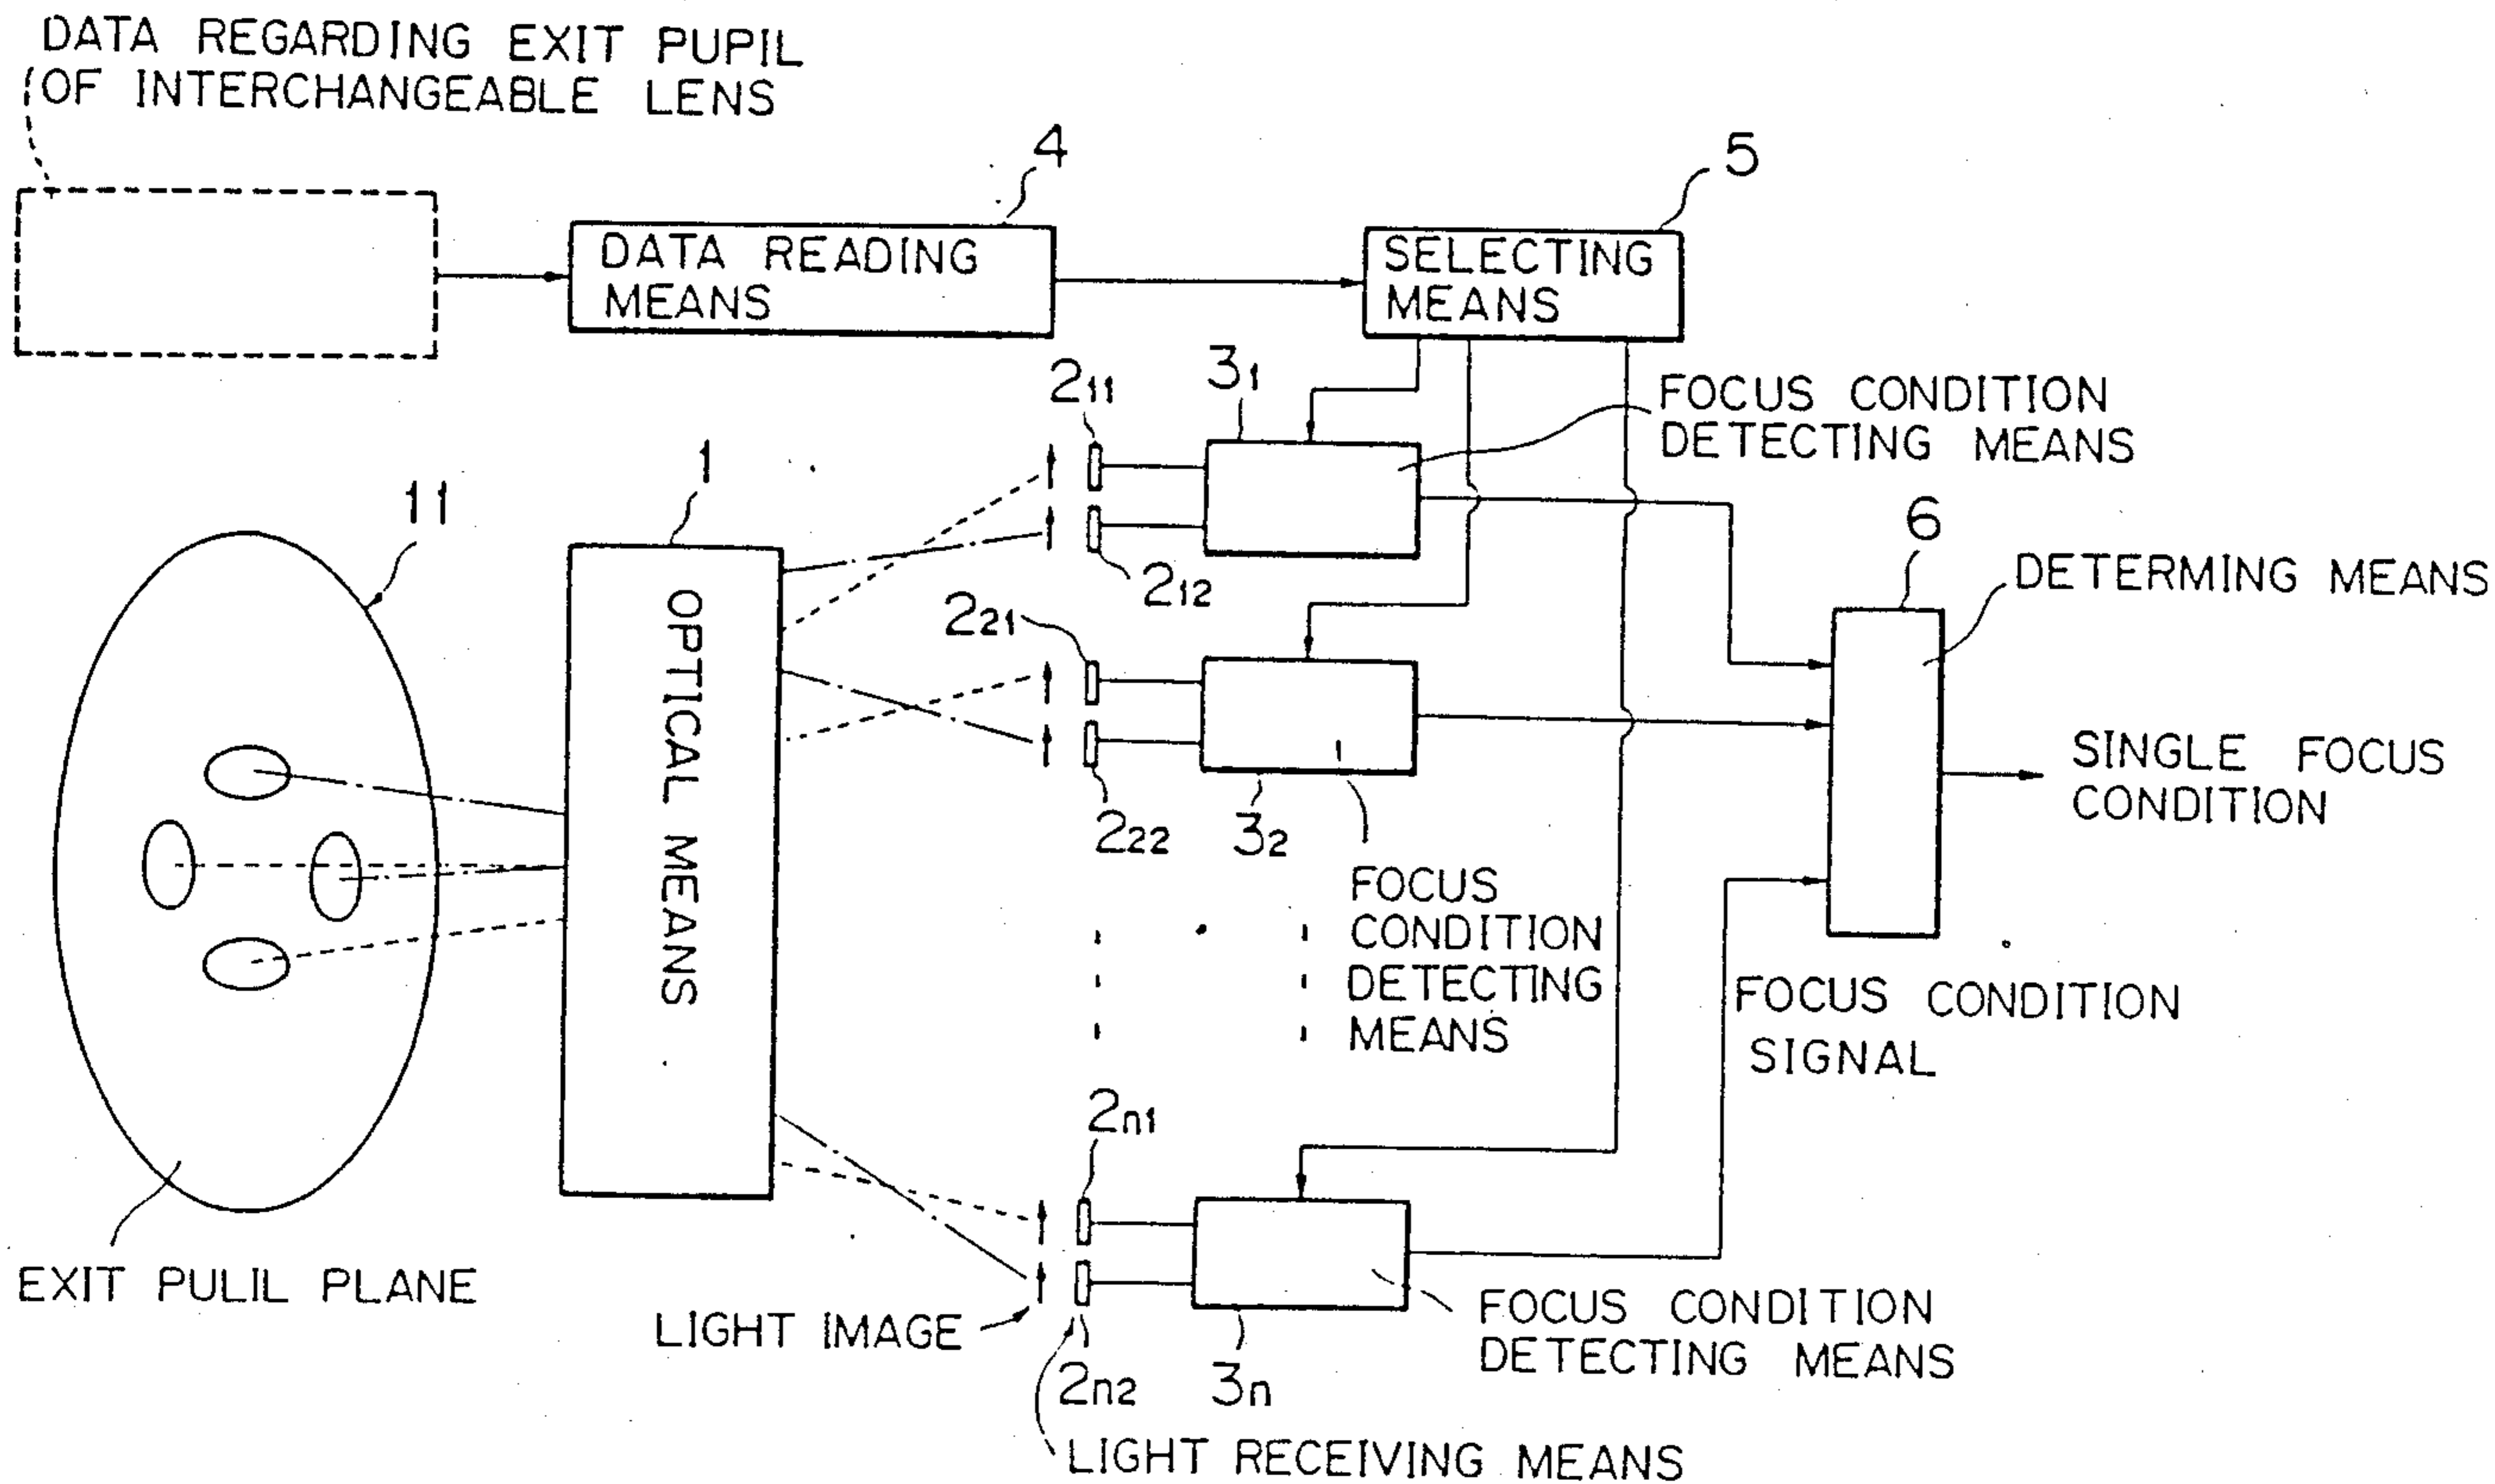 DATA REGARDING EXIT PUPIL
OF INTERCHANGEABLE LENS
4
5
DATA READING
MEANS
SELECTING
MEANS
2₁₁
3₁
FOCUS CONDITION
DETECTING MEANS
1
11
2₁₂
6
DETERMING MEANS
2₂₁
OPTICAL MEANS
2₂₂
3₂
SINGLE FOCUS
CONDITION
FOCUS
CONDITION
DETECTING
MEANS
FOCUS CONDITION
SIGNAL
2n1
EXIT PULIL PLANE
LIGHT IMAGE
2n2
3n
FOCUS CONDITION
DETECTING MEANS
LIGHT RECEIVING MEANS